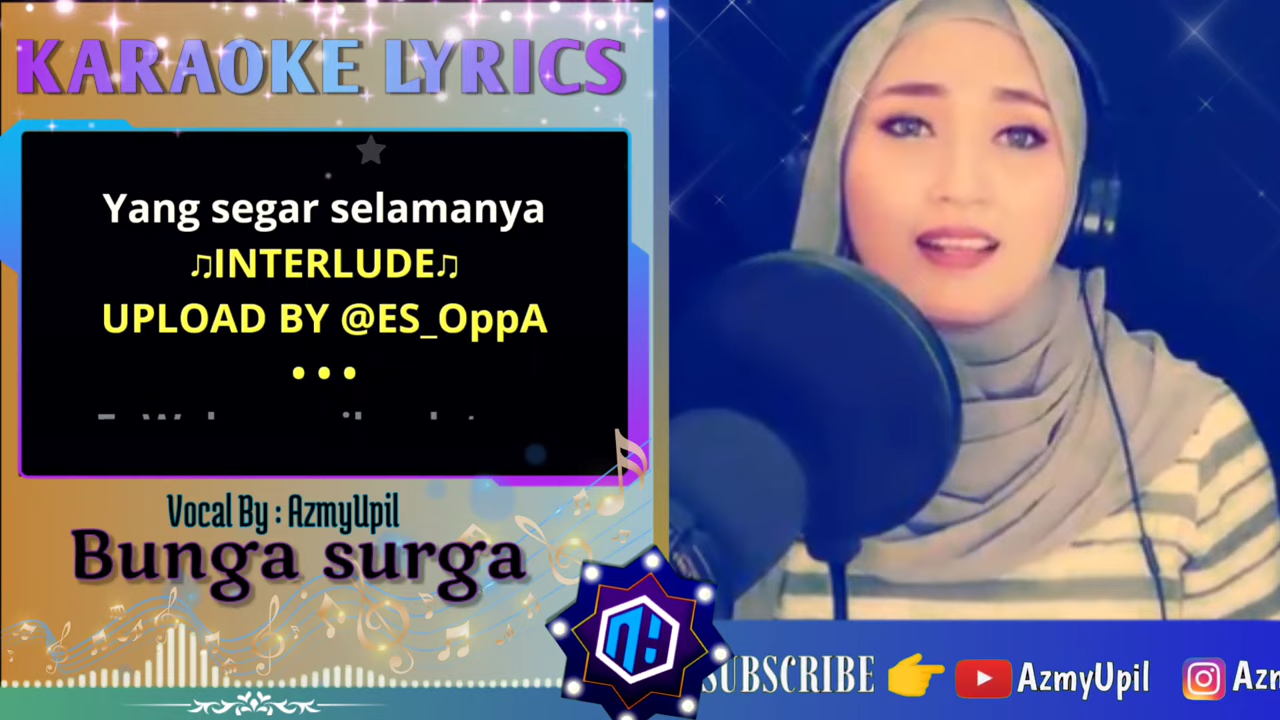 KARAOKE LYRICS
Yang segar selamanya
♫INTERLUDE♫
UPLOAD BY @ES_OppA
• • •
Vocal By : AzmyUpil
Bunga surga
SUBSCRIBE 👉 AzmyUpil